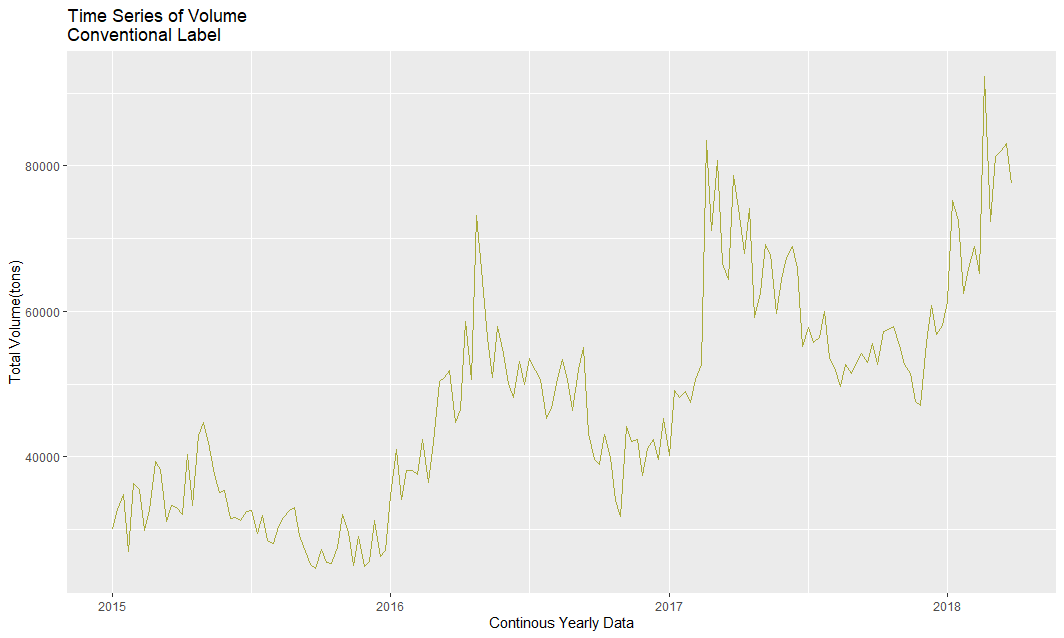 Time Series of Volume
Conventional Label
Total Volume(tons)
80000
60000
40000
2015
2016
2017
2018
Continous Yearly Data